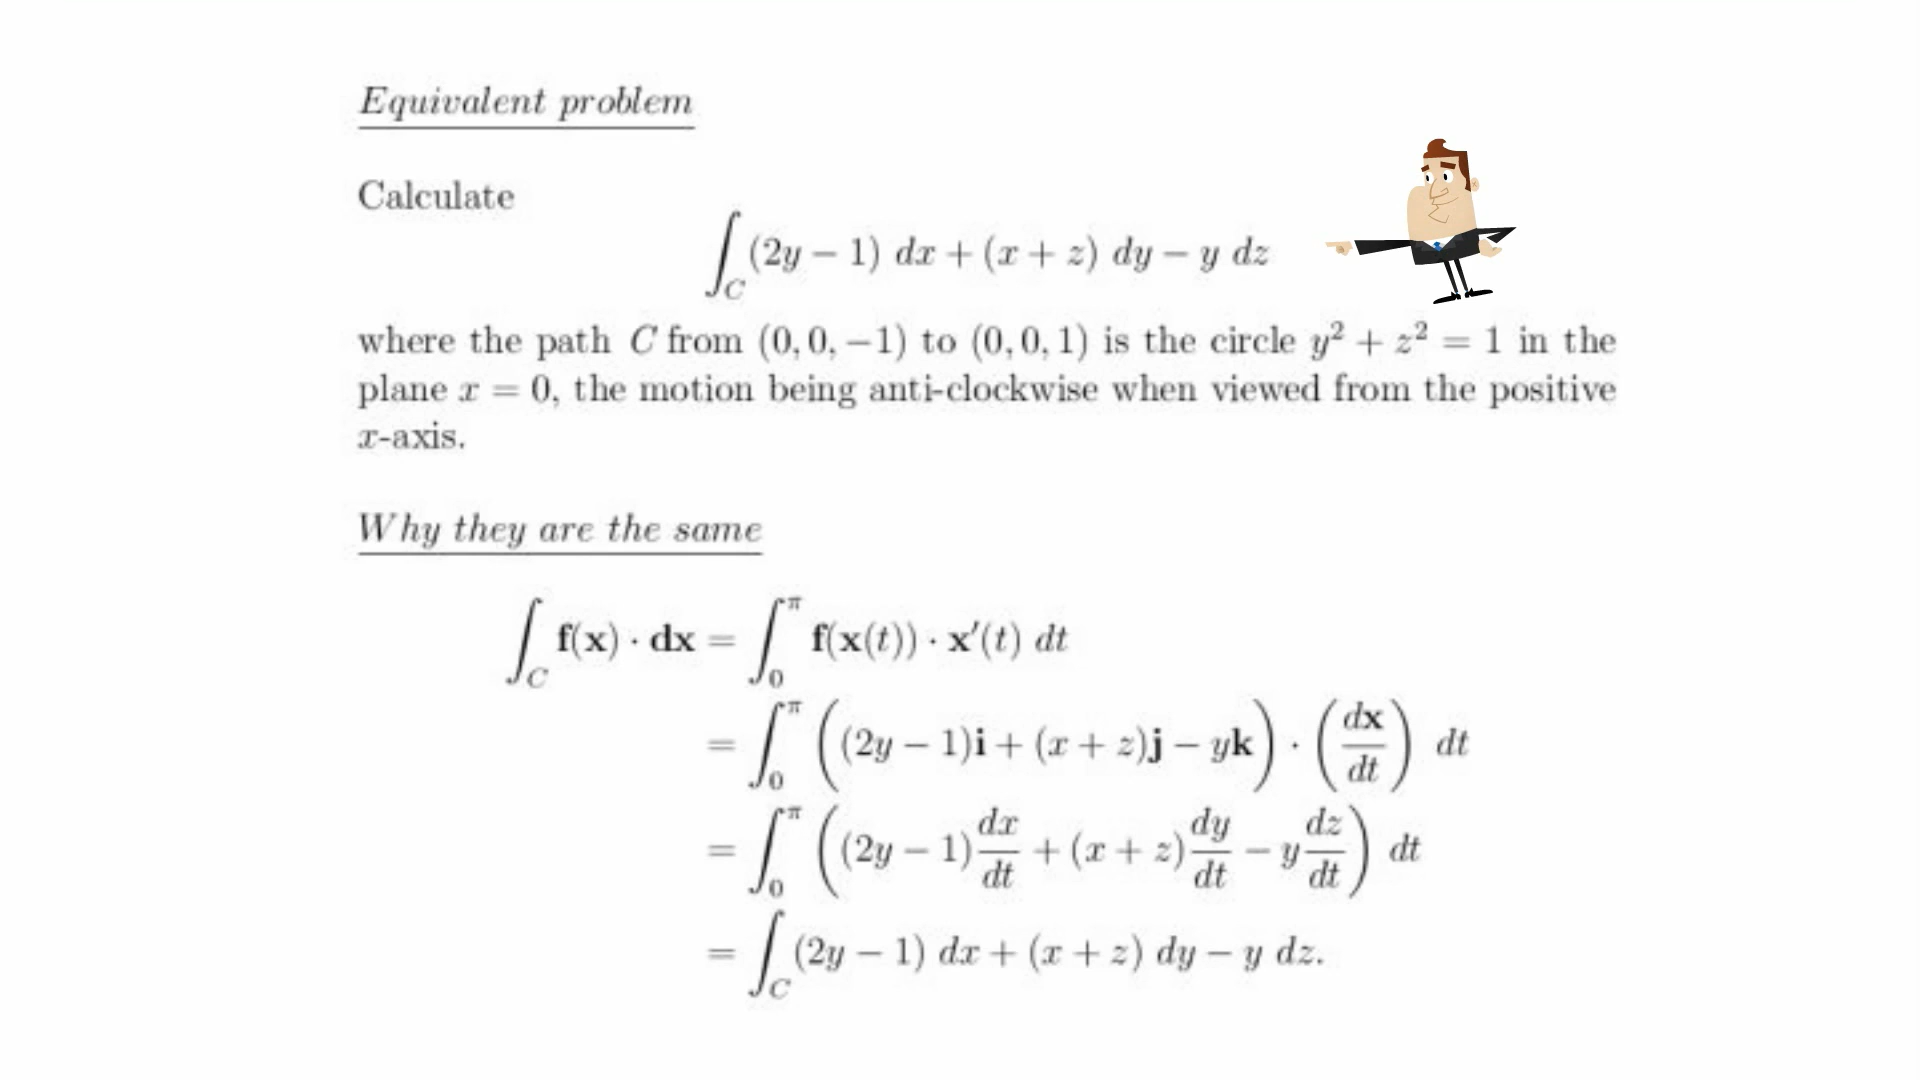 Equivalent problem
Calculate
∫_C (2y − 1) dx + (x + z) dy − y dz
where the path C from (0, 0, −1) to (0, 0, 1) is the circle y² + z² = 1 in the
plane x = 0, the motion being anti-clockwise when viewed from the positive
x-axis.
Why they are the same
∫_C f(x) · dx = ∫_0^π f(x(t)) · x′(t) dt
= ∫_0^π ((2y − 1)i + (x + z)j − yk) · (dx/dt) dt
= ∫_0^π ((2y − 1)dx/dt + (x + z)dy/dt − y dz/dt) dt
= ∫_C (2y − 1) dx + (x + z) dy − y dz.